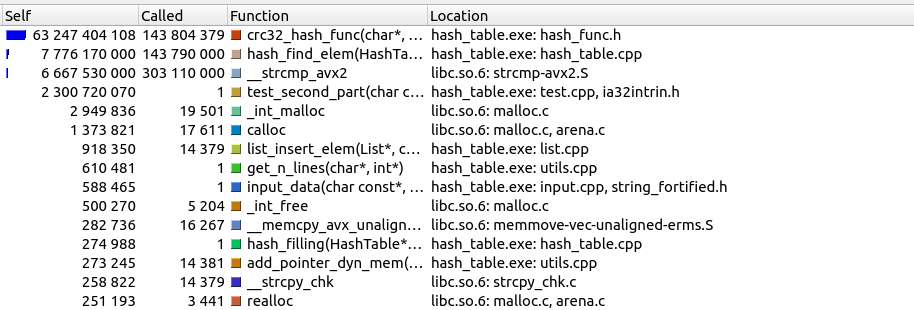 Self Called Function Location
63 247 404 108 143 804 379 crc32_hash_func(char*, ... hash_table.exe: hash_func.h
7 776 170 000 143 790 000 hash_find_elem(HashTa... hash_table.exe: hash_table.cpp
6 667 530 000 303 110 000 __strcmp_avx2 libc.so.6: strcmp-avx2.S
2 300 720 070 1 test_second_part(char c... hash_table.exe: test.cpp, ia32intrin.h
2 949 836 19 501 _int_malloc libc.so.6: malloc.c
1 373 821 17 611 calloc libc.so.6: malloc.c, arena.c
918 350 14 379 list_insert_elem(List*, c... hash_table.exe: list.cpp
610 481 1 get_n_lines(char*, int*) hash_table.exe: utils.cpp
588 465 1 input_data(char const*, ... hash_table.exe: input.cpp, string_fortified.h
500 270 5 204 _int_free libc.so.6: malloc.c
282 736 16 267 __memcpy_avx_unalign... libc.so.6: memmove-vec-unaligned-erms.S
274 988 1 hash_filling(HashTable*... hash_table.exe: hash_table.cpp
273 245 14 381 add_pointer_dyn_mem(... hash_table.exe: utils.cpp
258 822 14 379 __strcpy_chk libc.so.6: strcpy_chk.c
251 193 3 441 realloc libc.so.6: malloc.c, arena.c